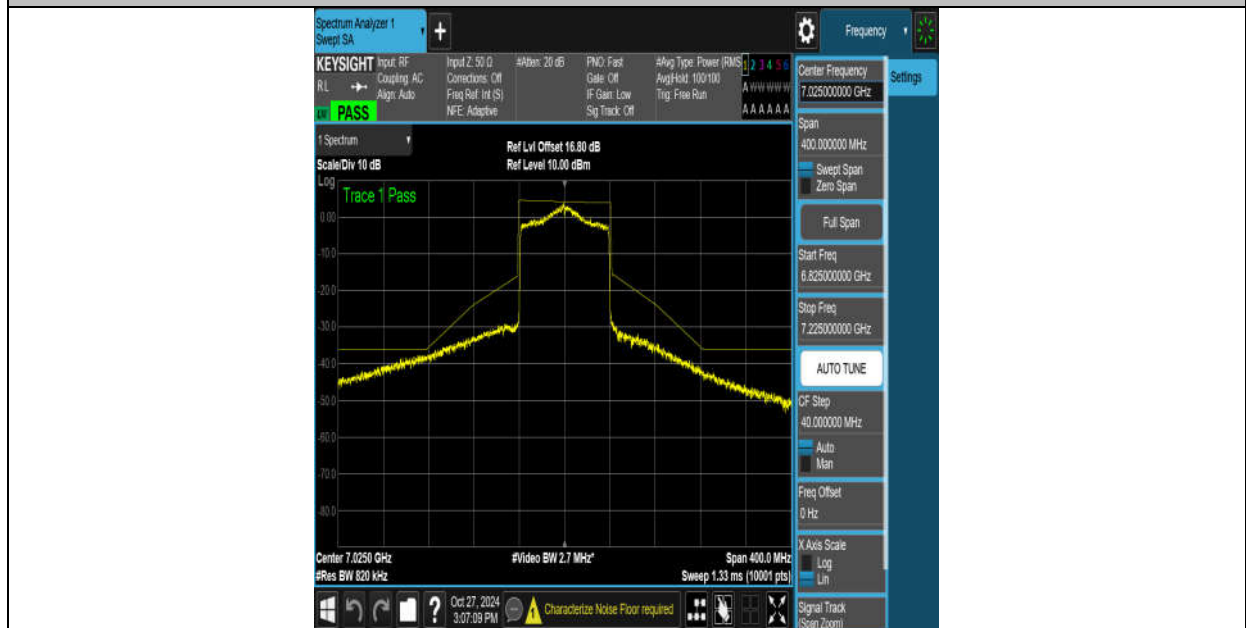 Spectrum Analyzer 1
Swept SA
+
Frequency
KEYSIGHT
RL
PASS
Input: RF
Coupling: AC
Align: Auto
Input Z: 50 Ω
Corrections: Off
Freq Ref: Int (S)
NFE: Adaptive
#Atten: 20 dB
PNO: Fast
Gate: Off
IF Gain: Low
Sig Track: Off
#Avg Type: Power (RMS
Avg|Hold: 100/100
Trig: Free Run
1 2 3 4 5 6
A W W W W W
A A A A A A
Center Frequency
7.025000000 GHz
Settings
Span
400.000000 MHz
Swept Span
Zero Span
Full Span
Start Freq
6.825000000 GHz
Stop Freq
7.225000000 GHz
AUTO TUNE
CF Step
40.000000 MHz
Auto
Man
Freq Offset
0 Hz
X Axis Scale
Log
Lin
Signal Track
(Span Zoom)
1 Spectrum
Scale/Div 10 dB
Ref Lvl Offset 16.80 dB
Ref Level 10.00 dBm
Log
Trace 1 Pass
0.00
-10.0
-20.0
-30.0
-40.0
-50.0
-60.0
-70.0
-80.0
Center 7.0250 GHz
#Res BW 820 kHz
#Video BW 2.7 MHz*
Span 400.0 MHz
Sweep 1.33 ms (10001 pts)
?
Oct 27, 2024
3:07:09 PM
Characterize Noise Floor required